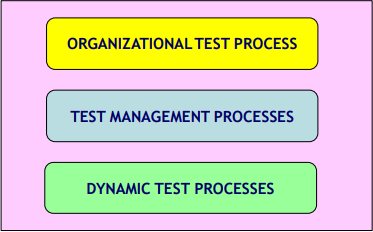 ORGANIZATIONAL TEST PROCESS
TEST MANAGEMENT PROCESSES
DYNAMIC TEST PROCESSES